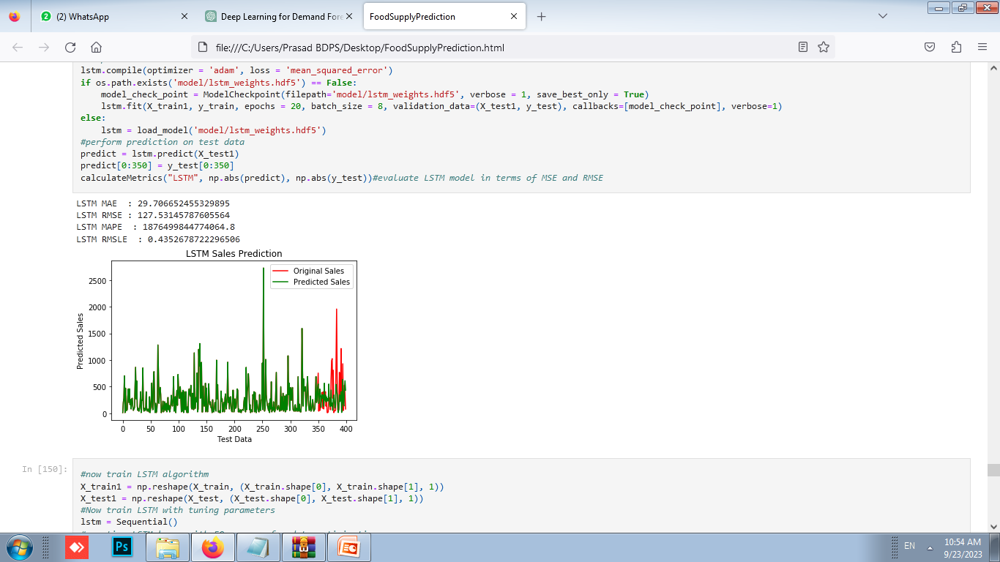 (2) WhatsApp
Deep Learning for Demand Fore
FoodSupplyPrediction
file:///C:/Users/Prasad BDPS/Desktop/FoodSupplyPrediction.html
lstm.compile(optimizer = 'adam', loss = 'mean_squared_error')
if os.path.exists('model/lstm_weights.hdf5') == False:
    model_check_point = ModelCheckpoint(filepath='model/lstm_weights.hdf5', verbose = 1, save_best_only = True)
    lstm.fit(X_train1, y_train, epochs = 20, batch_size = 8, validation_data=(X_test1, y_test), callbacks=[model_check_point], verbose=1)
else:
    lstm = load_model('model/lstm_weights.hdf5')
#perform prediction on test data
predict = lstm.predict(X_test1)
predict[0:350] = y_test[0:350]
calculateMetrics("LSTM", np.abs(predict), np.abs(y_test))#evaluate LSTM model in terms of MSE and RMSE
LSTM MAE  : 29.706652455329895
LSTM RMSE : 127.53145787605564
LSTM MAPE  : 1876499844774064.8
LSTM RMSLE  : 0.4352678722296506
LSTM Sales Prediction
Original Sales
Predicted Sales
2500
2000
1500
1000
500
0
Predicted Sales
0 50 100 150 200 250 300 350 400
Test Data
In [150]:
#now train LSTM algorithm
X_train1 = np.reshape(X_train, (X_train.shape[0], X_train.shape[1], 1))
X_test1 = np.reshape(X_test, (X_test.shape[0], X_test.shape[1], 1))
#Now train LSTM with tuning parameters
lstm = Sequential()
Ps
EN
10:54 AM
9/23/2023